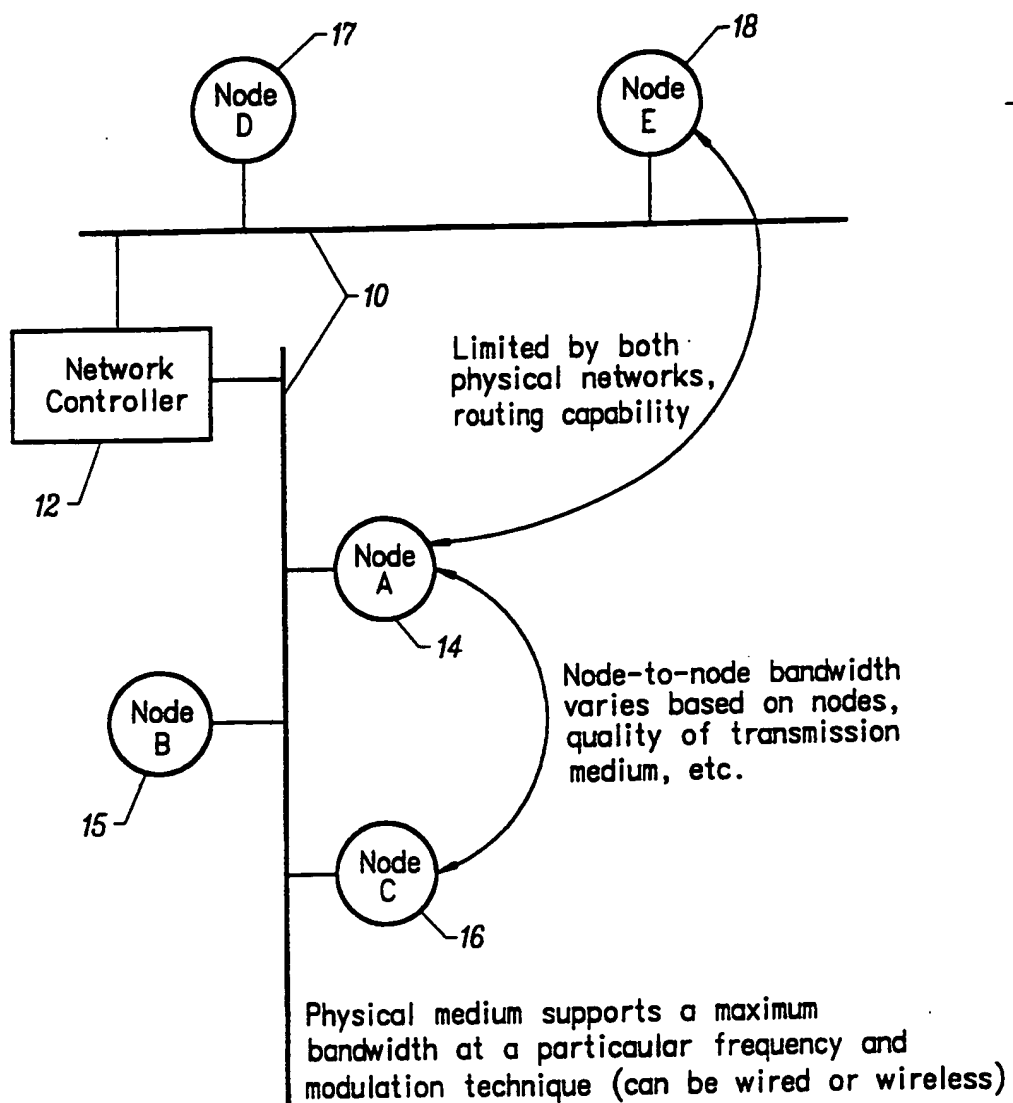 17
18
Node
D
Node
E
10
Network
Controller
12
Limited by both
physical networks,
routing capability
Node
A
14
Node-to-node bandwidth
varies based on nodes,
quality of transmission
medium, etc.
Node
B
15
Node
C
16
Physical medium supports a maximum
bandwidth at a particaular frequency and
modulation technique (can be wired or wireless)